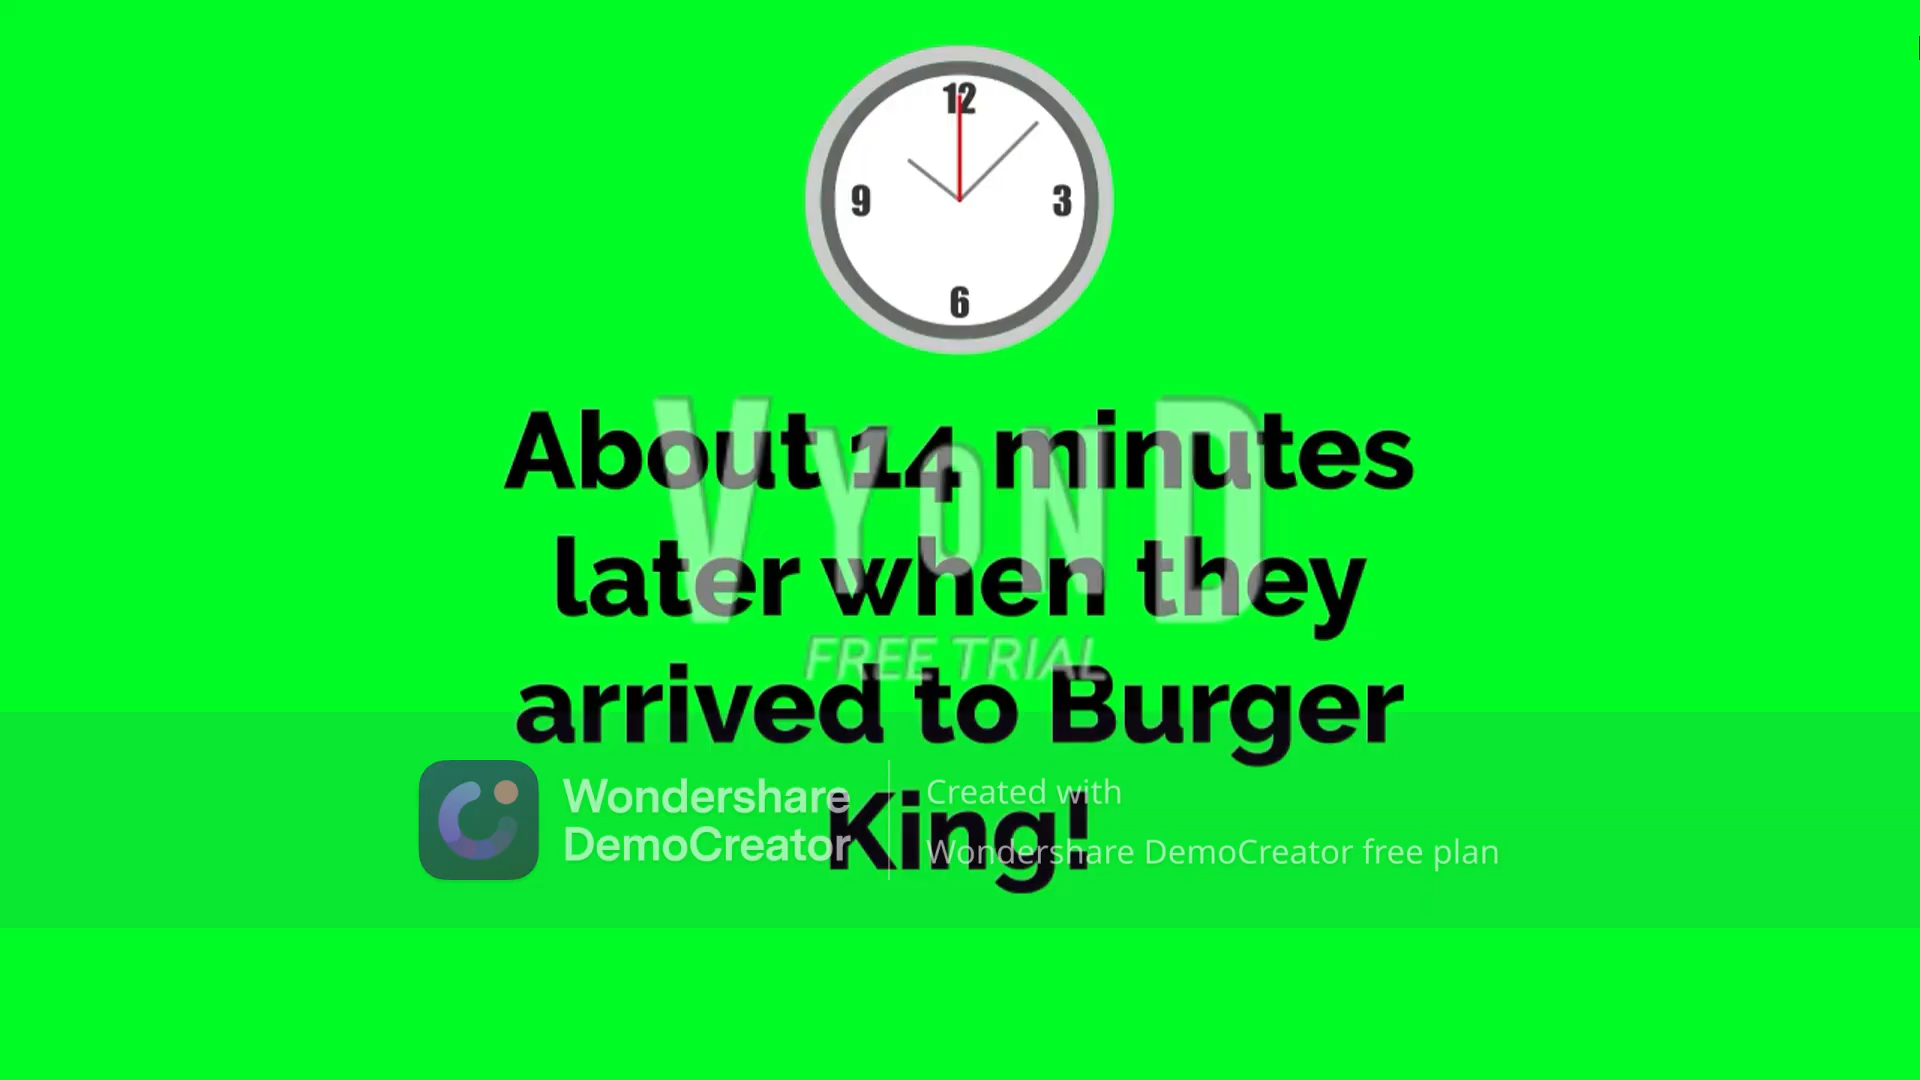 12
9
3
6
About 14 minutes
later when they
arrived to Burger
King!
VYOND
FREE TRIAL
Wondershare
DemoCreator
Created with
Wondershare DemoCreator free plan